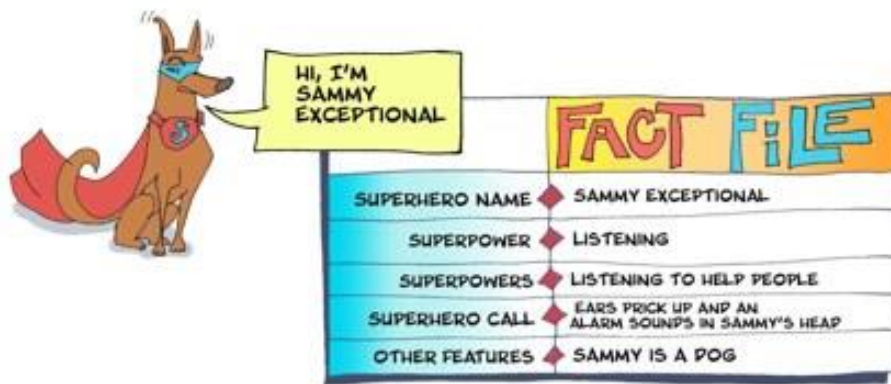 HI, I'M
SAMMY
EXCEPTIONAL
FACT FILE
SUPERHERO NAME SAMMY EXCEPTIONAL
SUPERPOWER LISTENING
SUPERPOWERS LISTENING TO HELP PEOPLE
SUPERHERO CALL EARS PRICK UP AND AN
ALARM SOUNDS IN SAMMY'S HEAD
OTHER FEATURES SAMMY IS A DOG
S